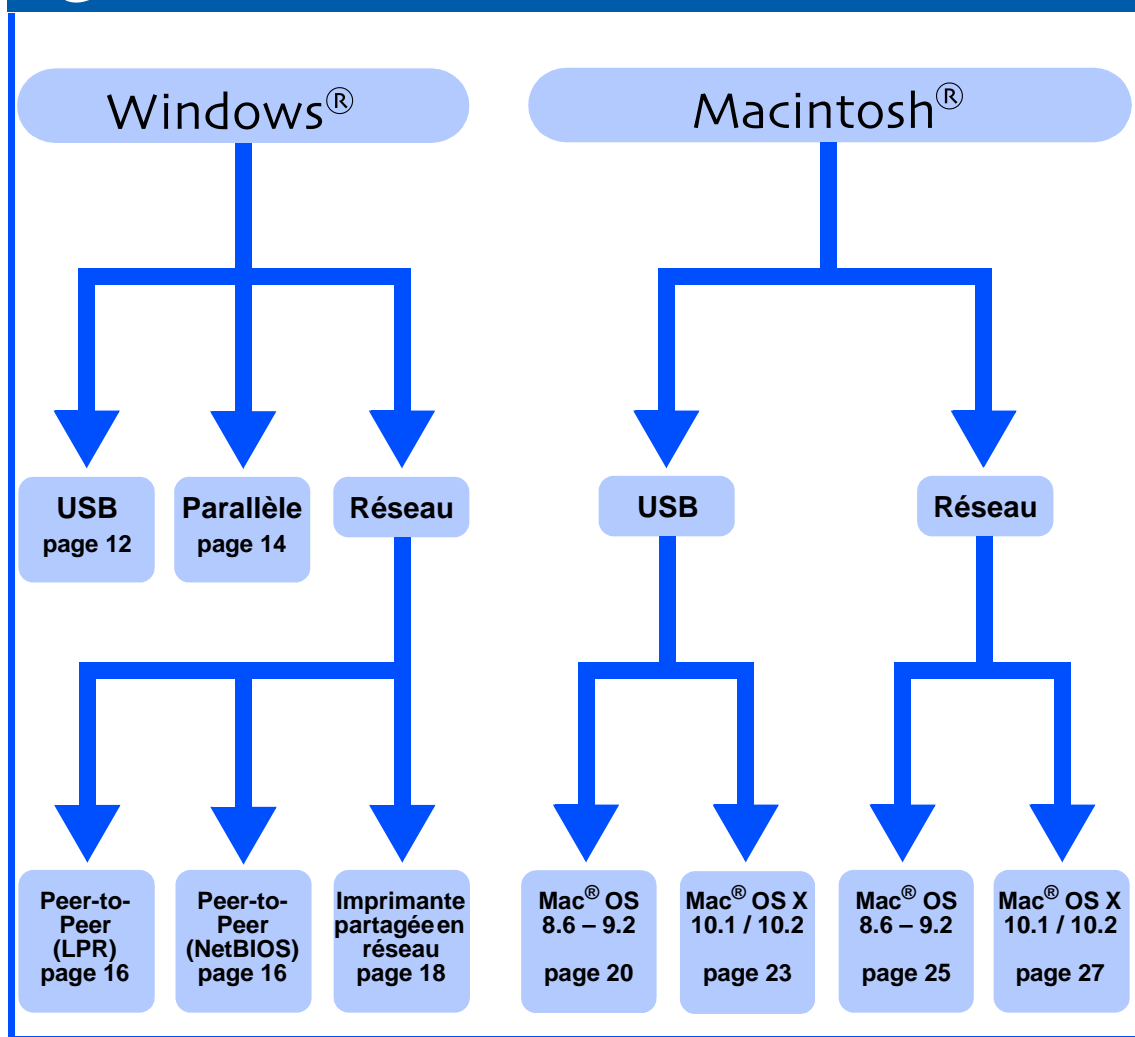 Windows®
Macintosh®
USB
page 12
Parallèle
page 14
Réseau
USB
Réseau
Peer-to-
Peer
(LPR)
page 16
Peer-to-
Peer
(NetBIOS)
page 16
Imprimante
partagée en
réseau
page 18
Mac® OS
8.6 – 9.2
page 20
Mac® OS X
10.1 / 10.2
page 23
Mac® OS
8.6 – 9.2
page 25
Mac® OS X
10.1 / 10.2
page 27